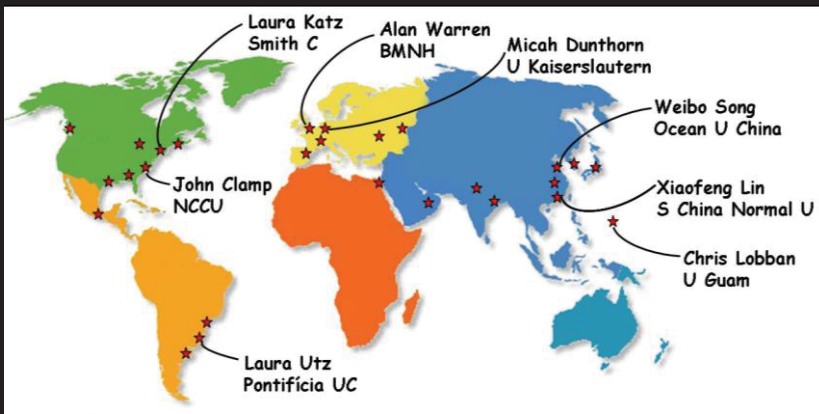 Laura Katz
Smith C
Alan Warren
BMNH
Micah Dunthorn
U Kaiserslautern
Weibo Song
Ocean U China
John Clamp
NCCU
Xiaofeng Lin
S China Normal U
Chris Lobban
U Guam
Laura Utz
Pontifícia UC